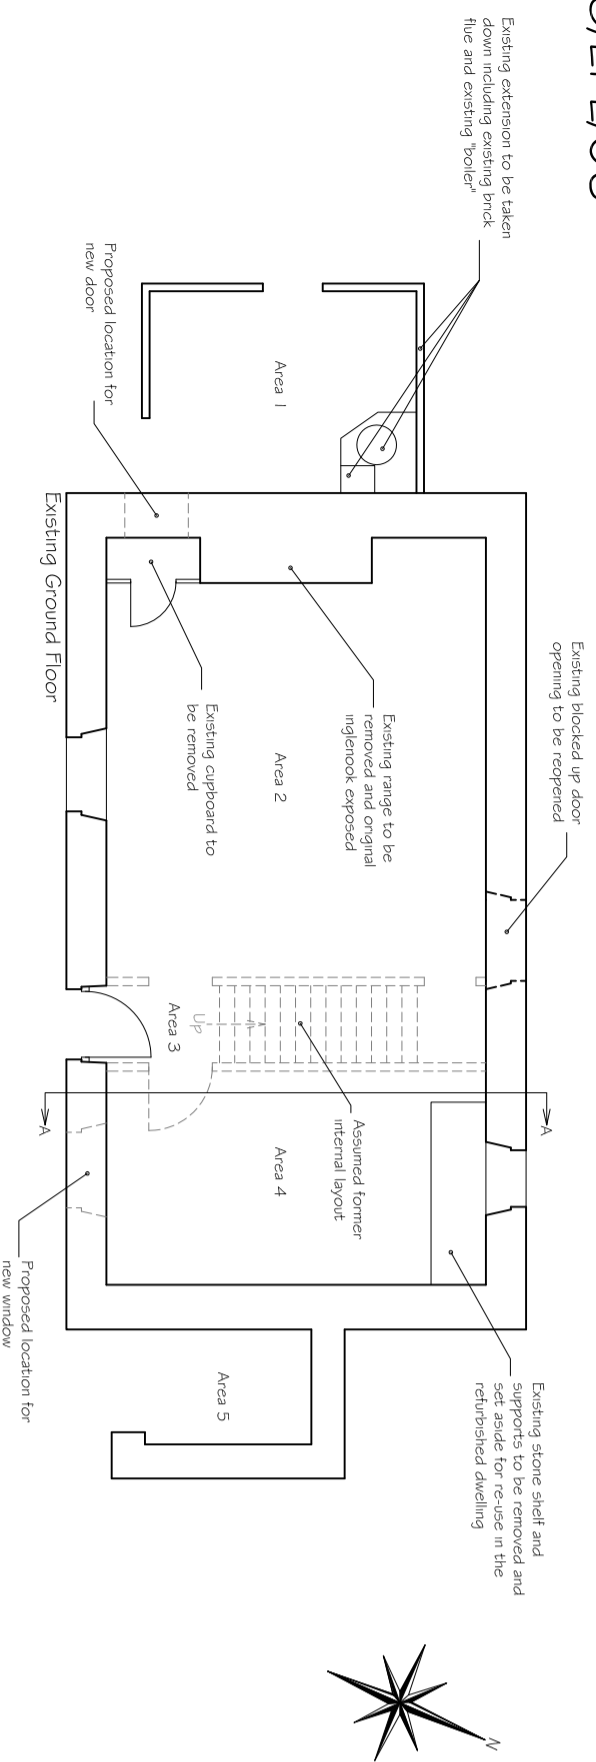 Existing extension to be taken
down including existing brick
flue and existing "boiler"
Proposed location for
new door
Area 1
Existing Ground Floor
Existing blocked up door
opening to be reopened
Existing range to be
removed and original
inglenook exposed
Existing cupboard to
be removed
Area 2
Area 3
Up
Assumed former
internal layout
Area 4
A
A
Proposed location for
new window
Existing stone shelf and
supports to be removed and
set aside for re-use in the
refurbished dwelling
Area 5
N